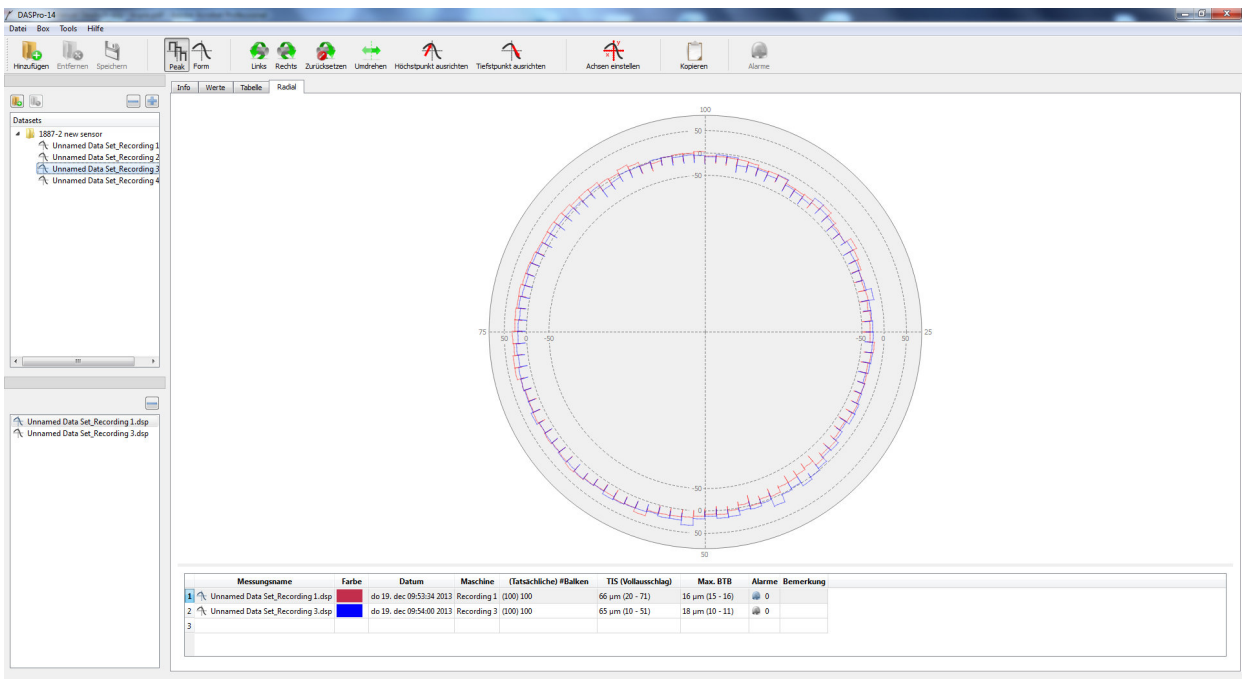 DASPro-14
Datei Box Tools Hilfe
Hinzufügen Entfernen Speichern Peak Form Links Rechts Zurücksetzen Umdrehen Höchstpunkt ausrichten Tiefstpunkt ausrichten Achsen einstellen Kopieren Alarme
Info Werte Tabelle Radial
Datasets
1887-2 new sensor
Unnamed Data Set_Recording 1
Unnamed Data Set_Recording 2
Unnamed Data Set_Recording 3
Unnamed Data Set_Recording 4
Unnamed Data Set_Recording 1.dsp
Unnamed Data Set_Recording 3.dsp
100
50
0
-50
75 50 0 -50 -50 0 50 25
-50
0
50
50
Messungsname Farbe Datum Maschine (Tatsächliche) #Balken TIS (Vollausschlag) Max. BTB Alarme Bemerkung
1 Unnamed Data Set_Recording 1.dsp do 19. dec 09:53:34 2013 Recording 1 (100) 100 66 µm (20 - 71) 16 µm (15 - 16) 0
2 Unnamed Data Set_Recording 3.dsp do 19. dec 09:54:00 2013 Recording 3 (100) 100 65 µm (10 - 51) 18 µm (10 - 11) 0
3